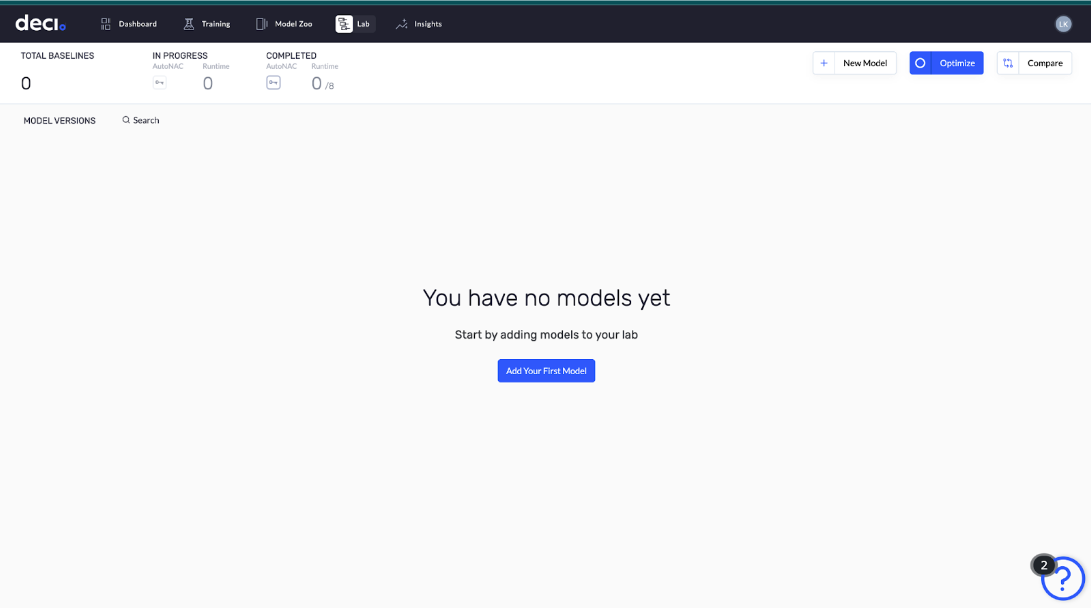 deci.
Dashboard Training Model Zoo Lab Insights LK
TOTAL BASELINES IN PROGRESS COMPLETED
AutoNAC Runtime AutoNAC Runtime
0 0 0 /8
New Model Optimize Compare
MODEL VERSIONS Search
You have no models yet
Start by adding models to your lab
Add Your First Model
2
?